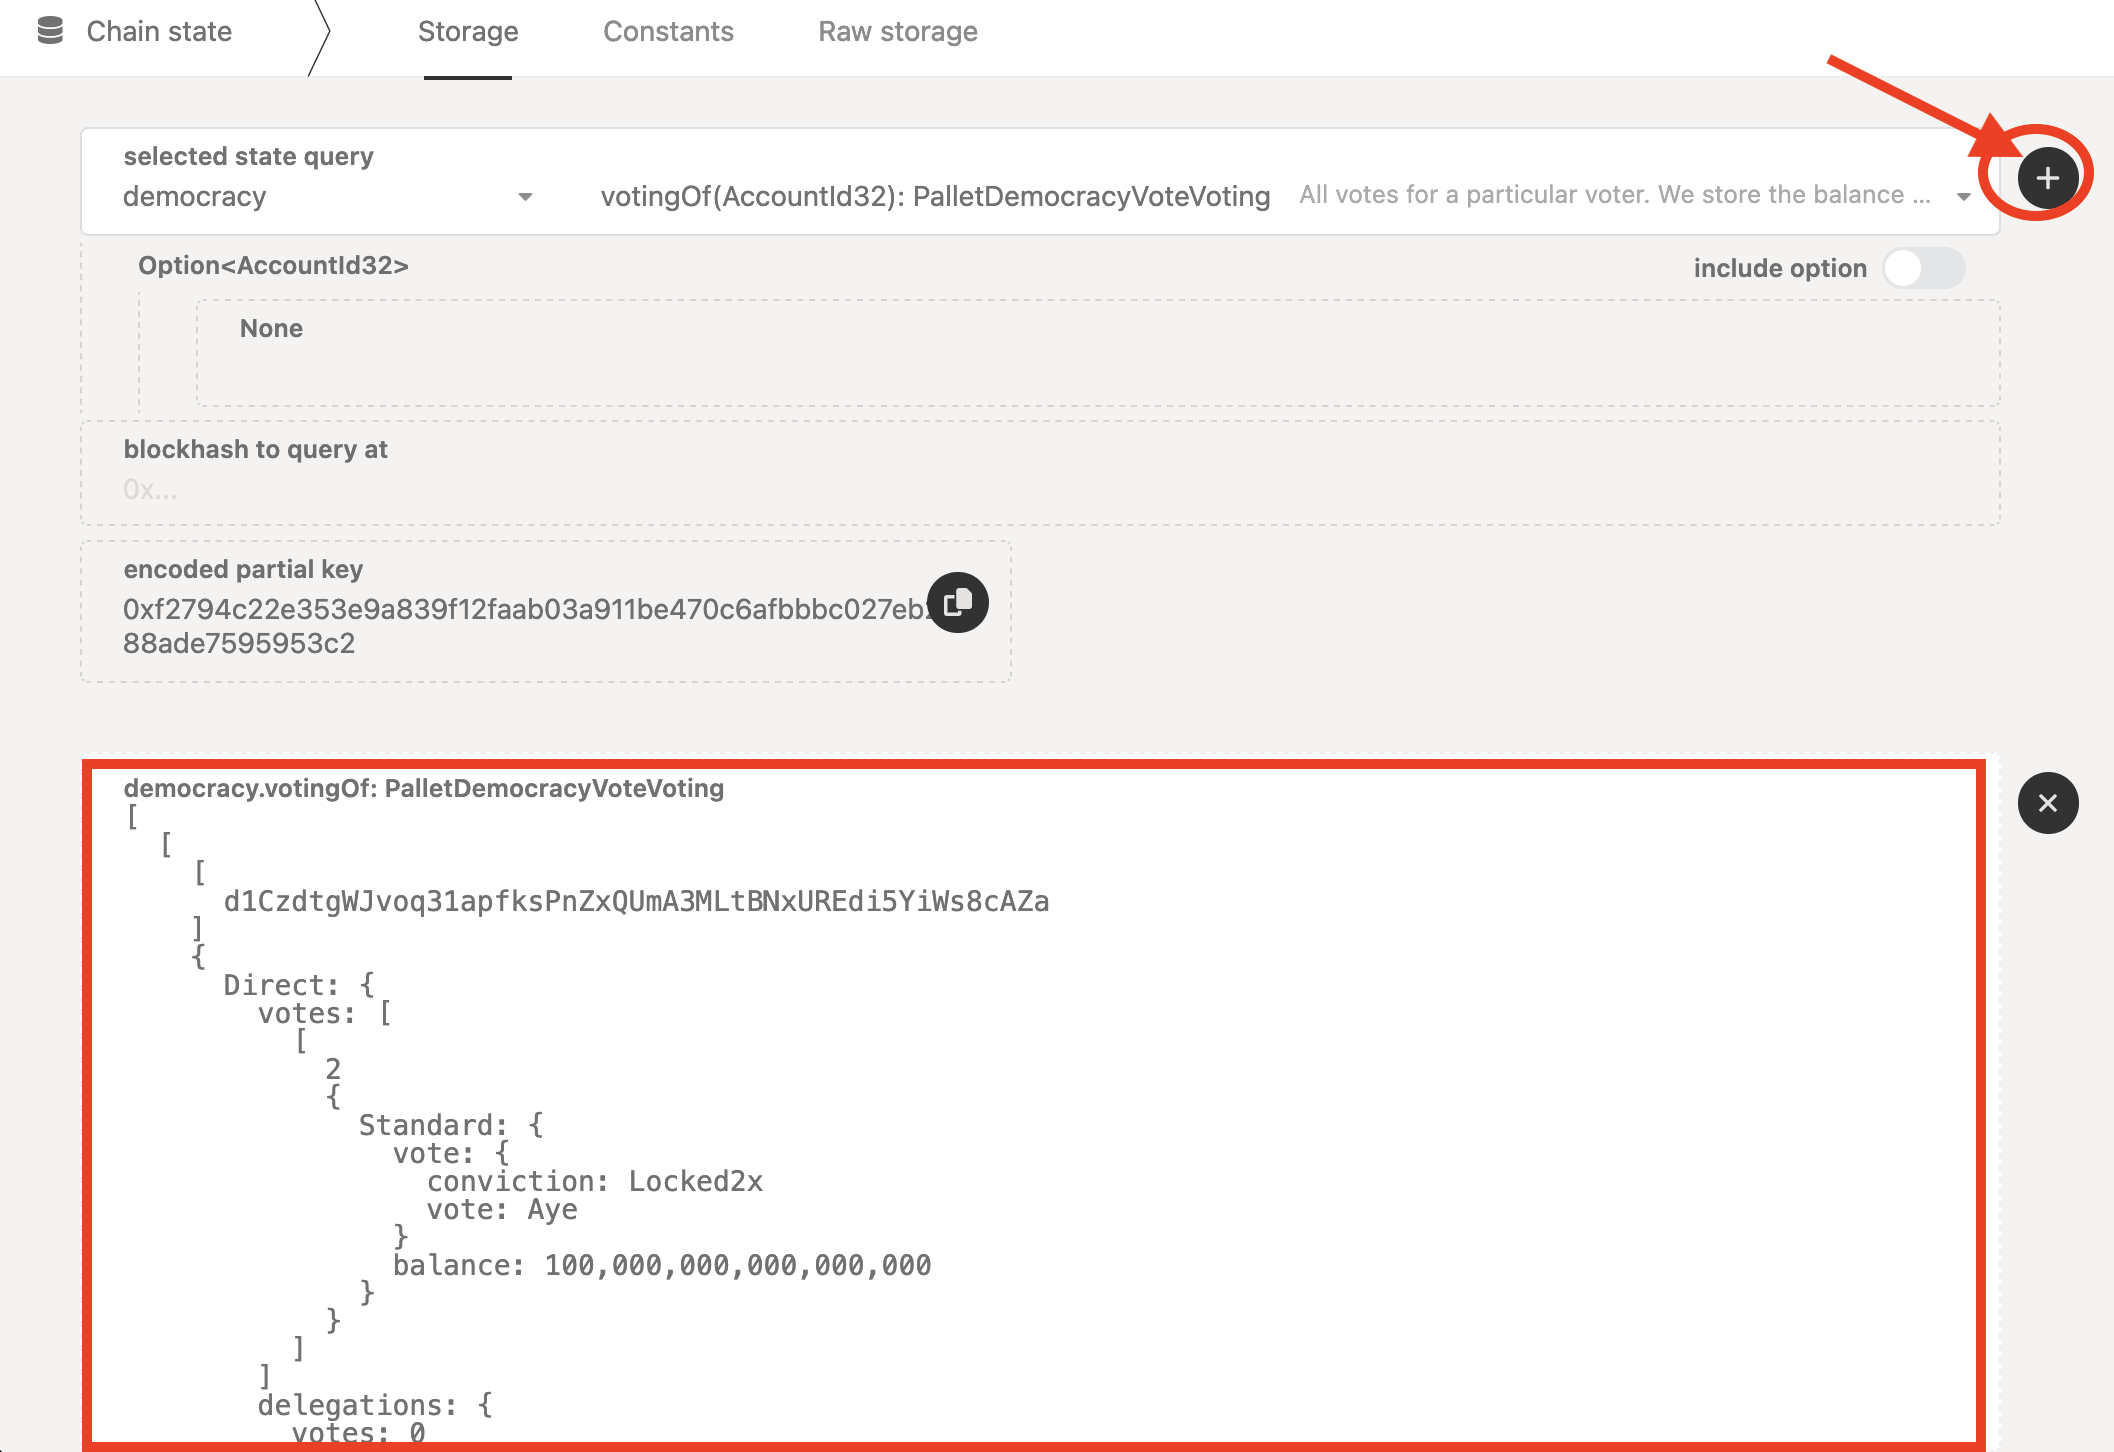 Chain state
Storage
Constants
Raw storage
selected state query
democracy
votingOf(AccountId32): PalletDemocracyVoteVoting
All votes for a particular voter. We store the balance ...
Option<AccountId32>
include option
None
blockhash to query at
0x...
encoded partial key
0xf2794c22e353e9a839f12faab03a911be470c6afbbbc027eb2
88ade7595953c2
democracy.votingOf: PalletDemocracyVoteVoting
[
[
[
d1CzdtgWJvoq31apfksPnZxQUmA3MLtBNxUREdi5YiWs8cAZa
]
{
Direct: {
votes: [
[
2
{
Standard: {
vote: {
conviction: Locked2x
vote: Aye
}
balance: 100,000,000,000,000,000
}
}
]
]
delegations: {
votes: 0